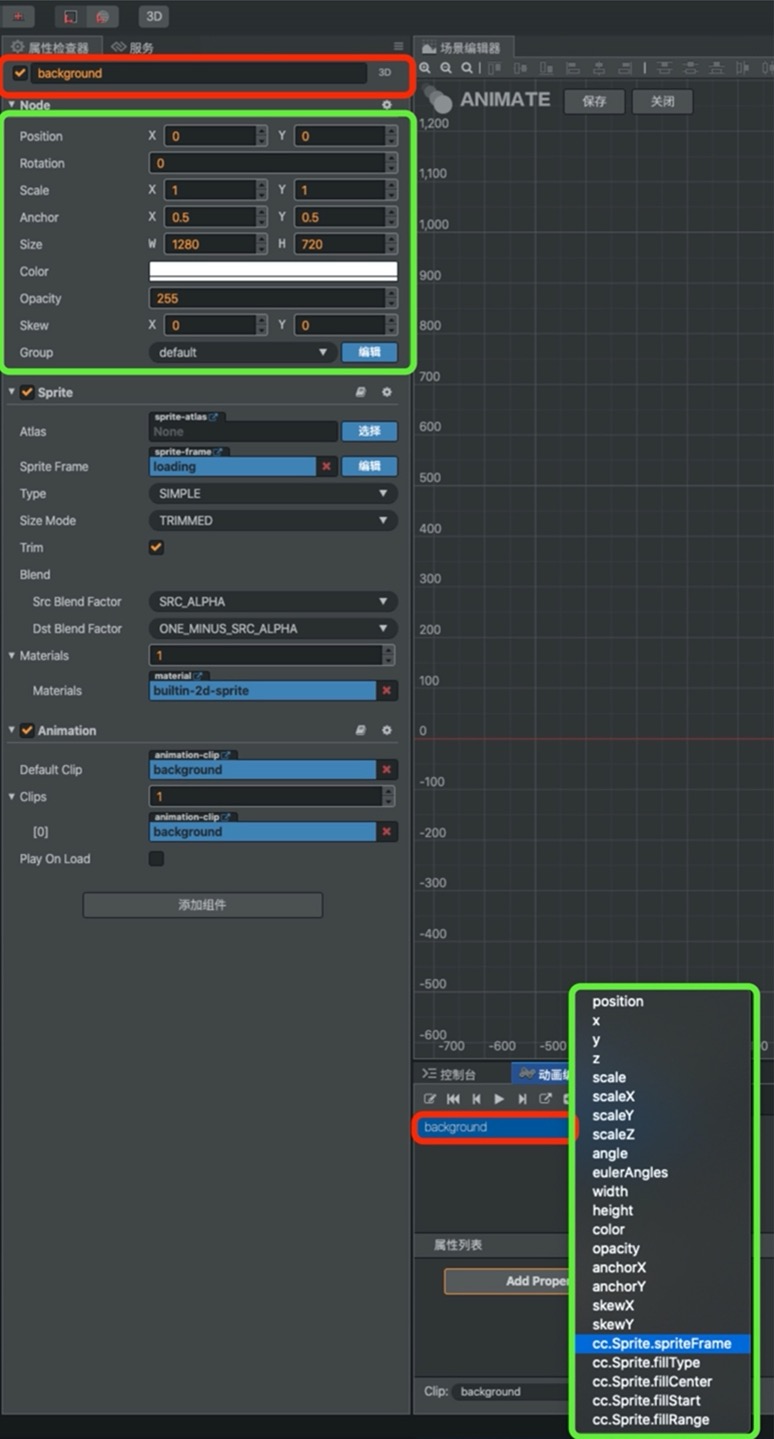 3D
属性检查器 服务
background 3D
Node
Position X 0 Y 0
Rotation 0
Scale X 1 Y 1
Anchor X 0.5 Y 0.5
Size W 1280 H 720
Color
Opacity 255
Skew X 0 Y 0
Group default 编辑
Sprite
sprite-atlas
Atlas None 选择
sprite-frame
Sprite Frame loading 编辑
Type SIMPLE
Size Mode TRIMMED
Trim
Blend
Src Blend Factor SRC_ALPHA
Dst Blend Factor ONE_MINUS_SRC_ALPHA
Materials 1
material
Materials builtin-2d-sprite
Animation
animation-clip
Default Clip background
Clips 1
animation-clip
[0] background
Play On Load
添加组件
场景编辑器
ANIMATE 保存 关闭
1,200
1,100
1,000
900
800
700
600
500
400
300
200
100
0
-100
-200
-300
-400
-500
-600
-700 -600 -500
控制台 动画编
background
属性列表
Add Proper
Clip: background
position
x
y
z
scale
scaleX
scaleY
scaleZ
angle
eulerAngles
width
height
color
opacity
anchorX
anchorY
skewX
skewY
cc.Sprite.spriteFrame
cc.Sprite.fillType
cc.Sprite.fillCenter
cc.Sprite.fillStart
cc.Sprite.fillRange